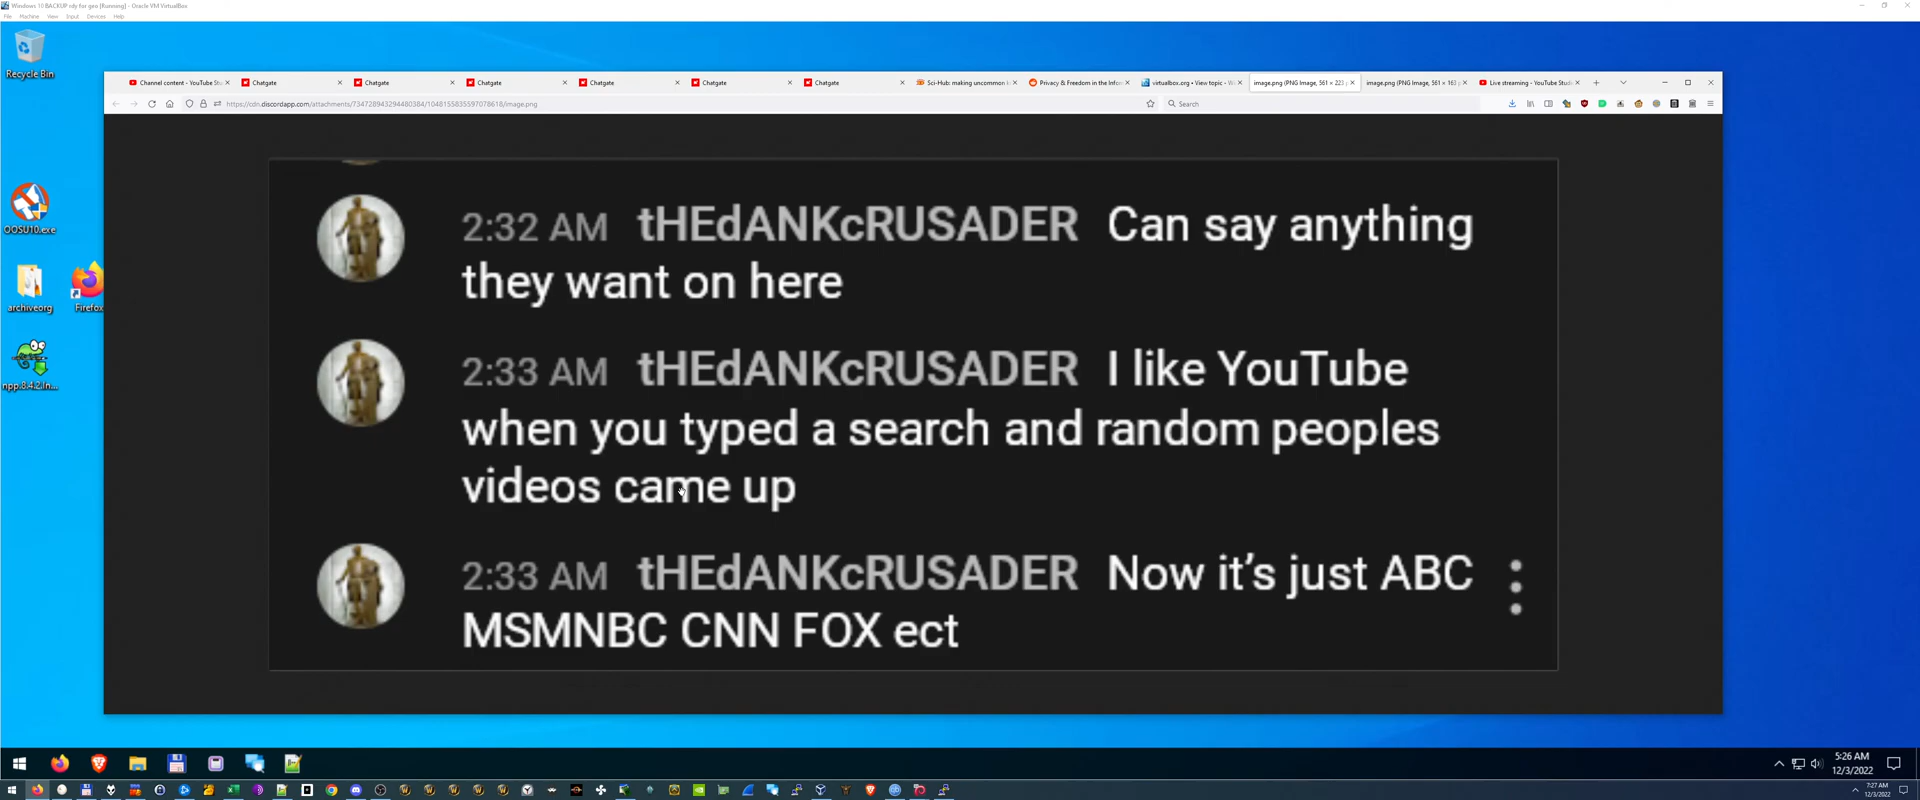 Windows 10 BACKUP rdy for geo [Running] - Oracle VM VirtualBox
File Machine View Input Devices Help
Recycle Bin
Channel content - YouTube Stu
Chatgate
Chatgate
Chatgate
Chatgate
Chatgate
Chatgate
Sci-Hub: making uncommon k
Privacy & Freedom in the Infor
virtualbox.org • View topic - Wi
image.png (PNG Image, 561 × 223
image.png (PNG Image, 561 × 163
Live streaming - YouTube Studi
https://cdn.discordapp.com/attachments/734728943294480384/1048155835597078618/image.png
Search
2:32 AM tHEdANKcRUSADER Can say anything
they want on here
2:33 AM tHEdANKcRUSADER I like YouTube
when you typed a search and random peoples
videos came up
2:33 AM tHEdANKcRUSADER Now it's just ABC
MSMNBC CNN FOX ect
OOSU10.exe
archiveorg
Firefox
npp.8.4.2.In...
5:26 AM
12/3/2022
7:27 AM
12/3/2022